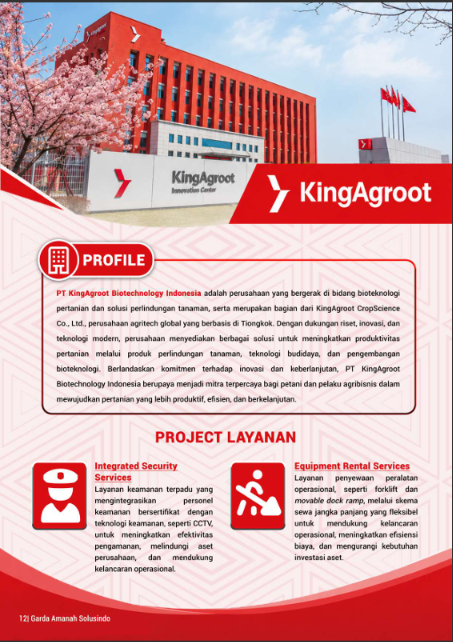 KingAgroot
KingAgroot
Innovation Center
KingAgroot
PROFILE
PT KingAgroot Biotechnology Indonesia adalah perusahaan yang bergerak di bidang bioteknologi
pertanian dan solusi perlindungan tanaman, serta merupakan bagian dari KingAgroot CropScience
Co., Ltd., perusahaan agritech global yang berbasis di Tiongkok. Dengan dukungan riset, inovasi, dan
teknologi modern, perusahaan menyediakan berbagai solusi untuk meningkatkan produktivitas
pertanian melalui produk perlindungan tanaman, teknologi budidaya, dan pengembangan
bioteknologi. Berlandaskan komitmen terhadap inovasi dan keberlanjutan, PT KingAgroot
Biotechnology Indonesia berupaya menjadi mitra terpercaya bagi petani dan pelaku agribisnis dalam
mewujudkan pertanian yang lebih produktif, efisien, dan berkelanjutan.
PROJECT LAYANAN
Integrated Security
Services
Layanan keamanan terpadu yang
mengintegrasikan personel
keamanan bersertifikat dengan
teknologi keamanan, seperti CCTV,
untuk meningkatkan efektivitas
pengamanan, melindungi aset
perusahaan, dan mendukung
kelancaran operasional.
Equipment Rental Services
Layanan penyewaan peralatan
operasional, seperti forklift dan
movable dock ramp, melalui skema
sewa jangka panjang yang fleksibel
untuk mendukung kelancaran
operasional, meningkatkan efisiensi
biaya, dan mengurangi kebutuhan
investasi aset.
12| Garda Amanah Solusindo